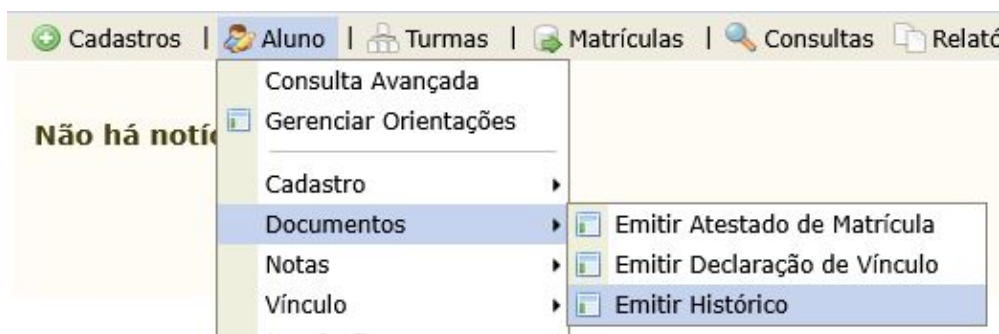 Cadastros | Aluno | Turmas | Matrículas | Consultas
Consulta Avançada
Não há
Gerenciar Orientações
Cadastro
Documentos
Emitir Atestado de Matrícula
Notas
Emitir Declaração de Vínculo
Vínculo
Emitir Histórico